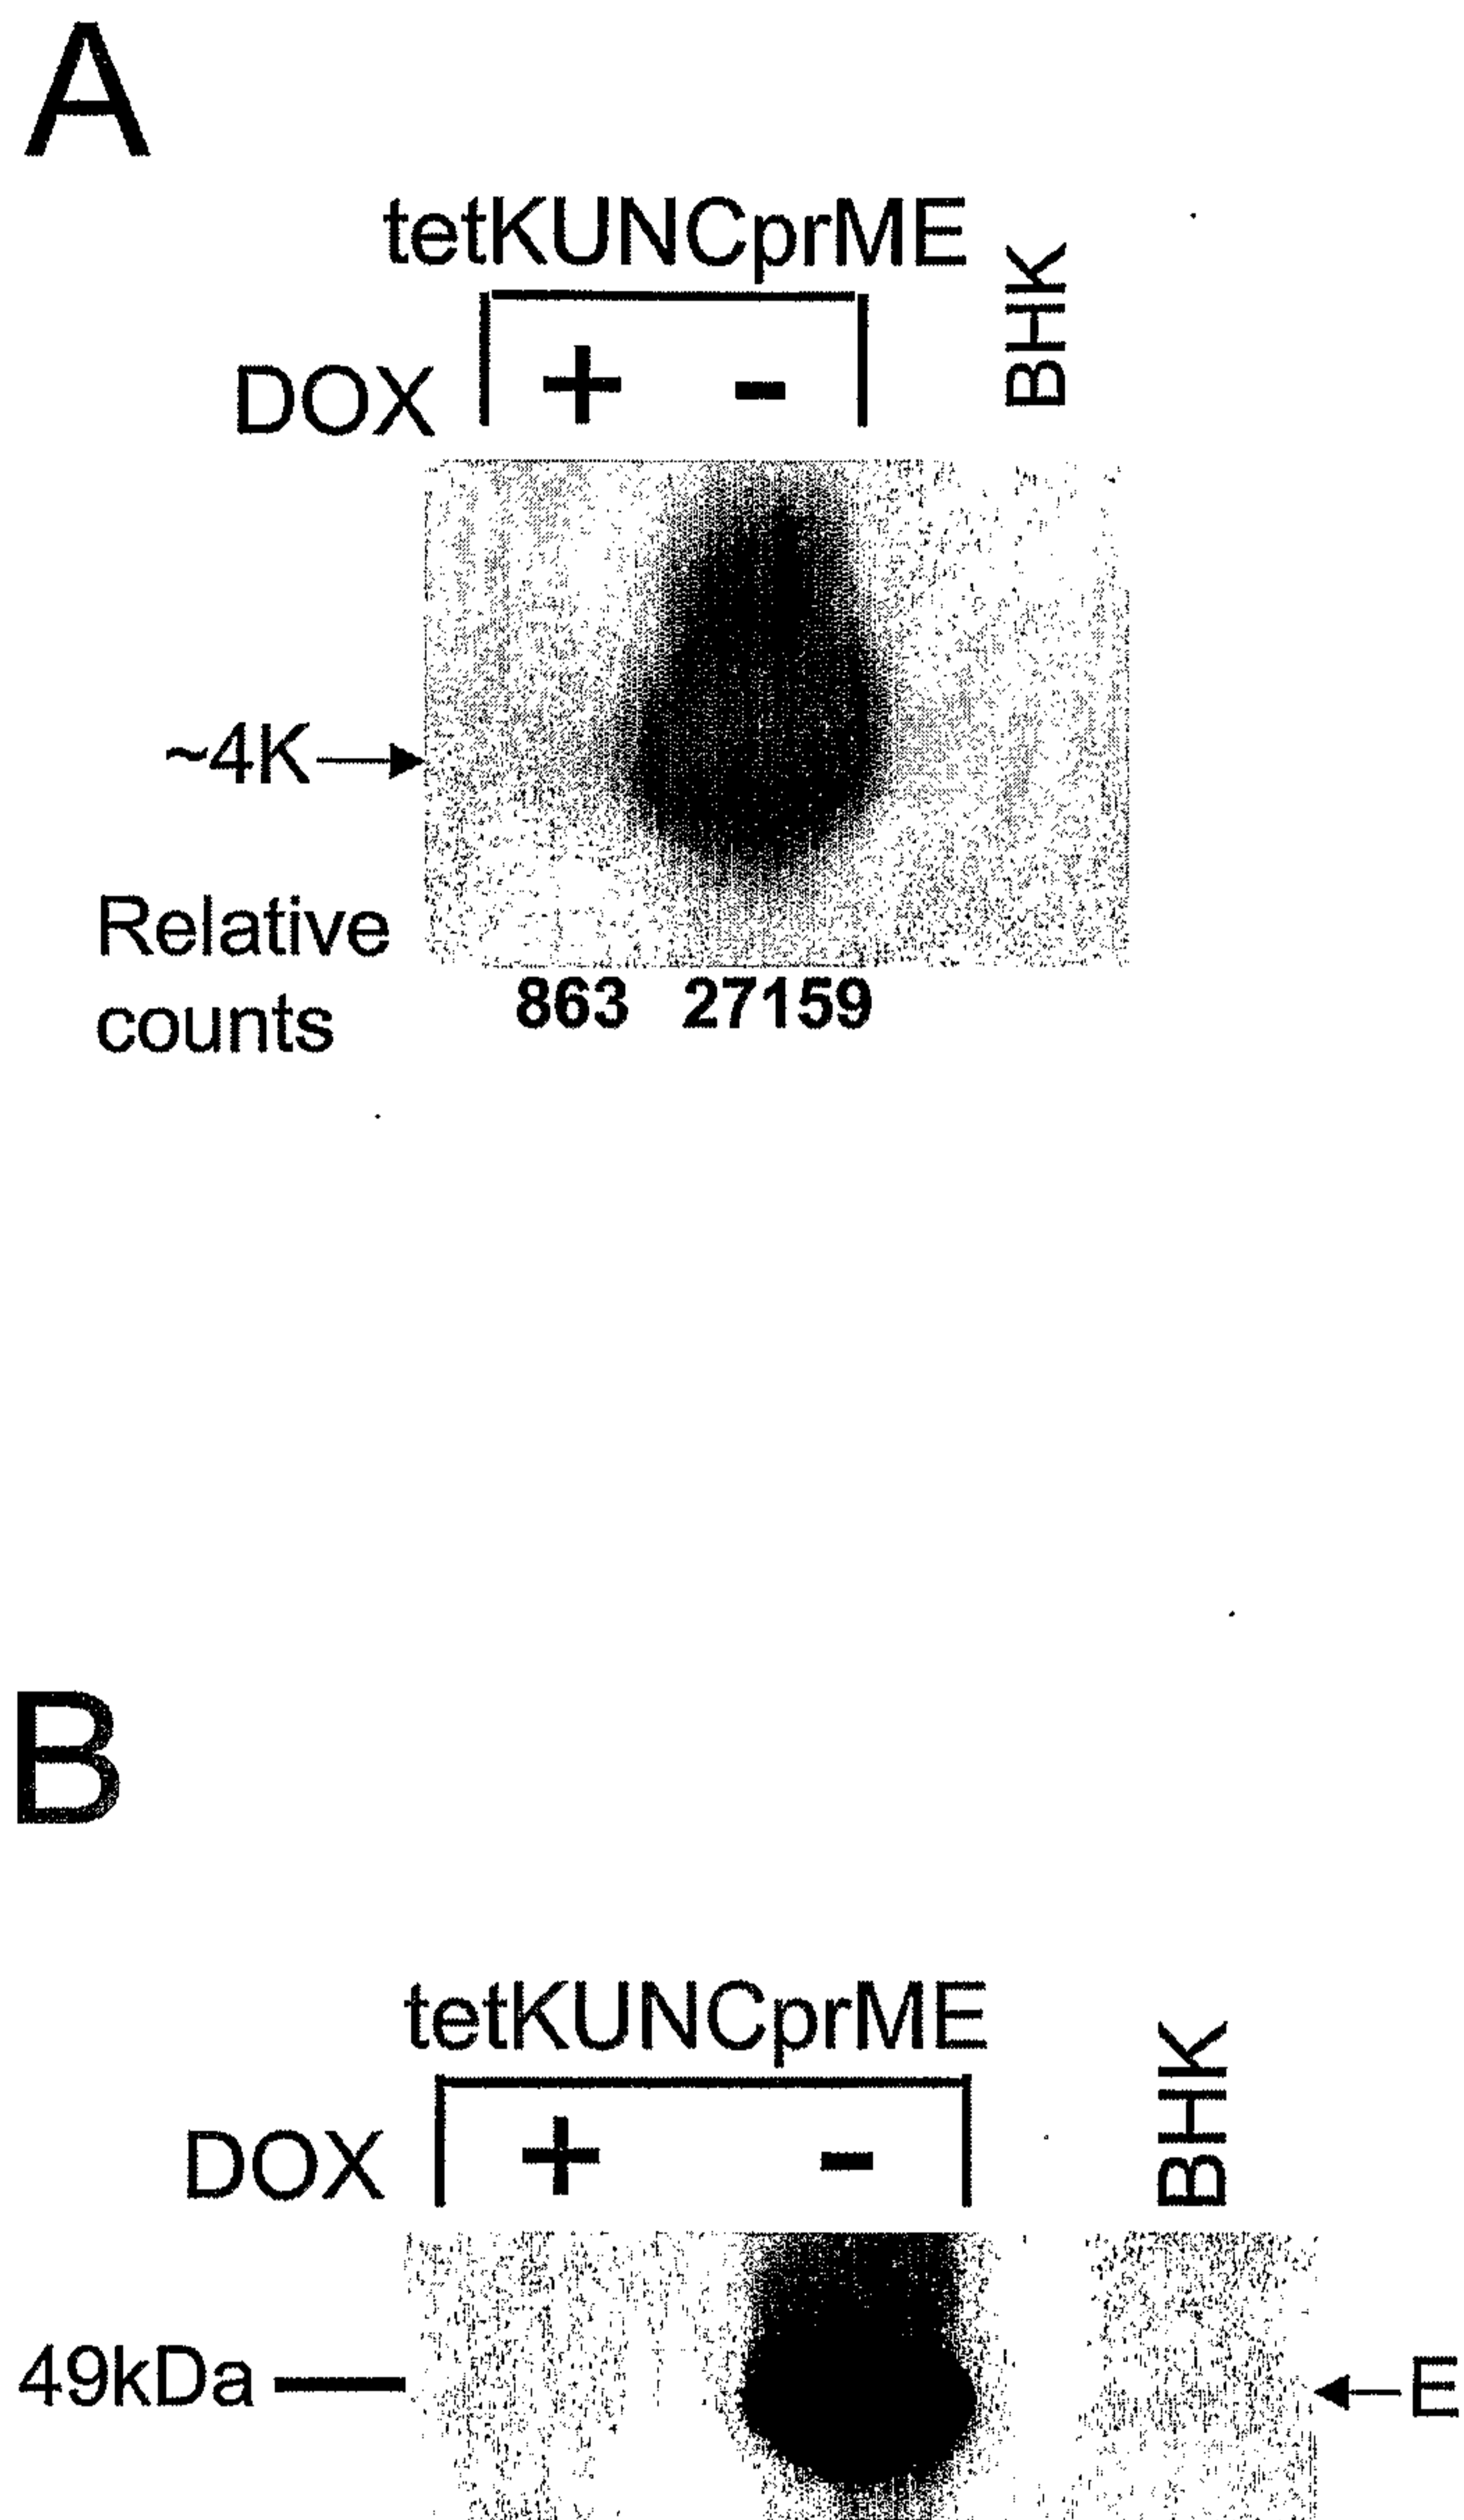 A
tetKUNCprME
BHK
DOX + -
~4K
Relative
counts
863 27159
B
tetKUNCprME
BHK
DOX + -
49kDa
E